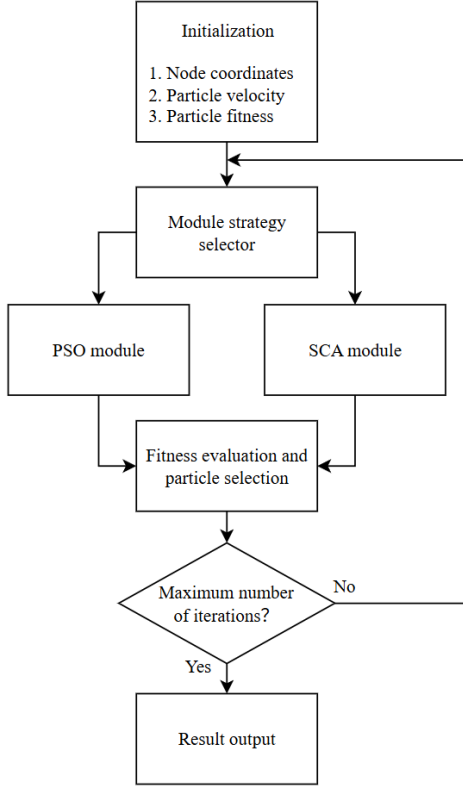 Initialization
1. Node coordinates
2. Particle velocity
3. Particle fitness
Module strategy
selector
PSO module
SCA module
Fitness evaluation and
particle selection
Maximum number
of iterations?
No
Yes
Result output